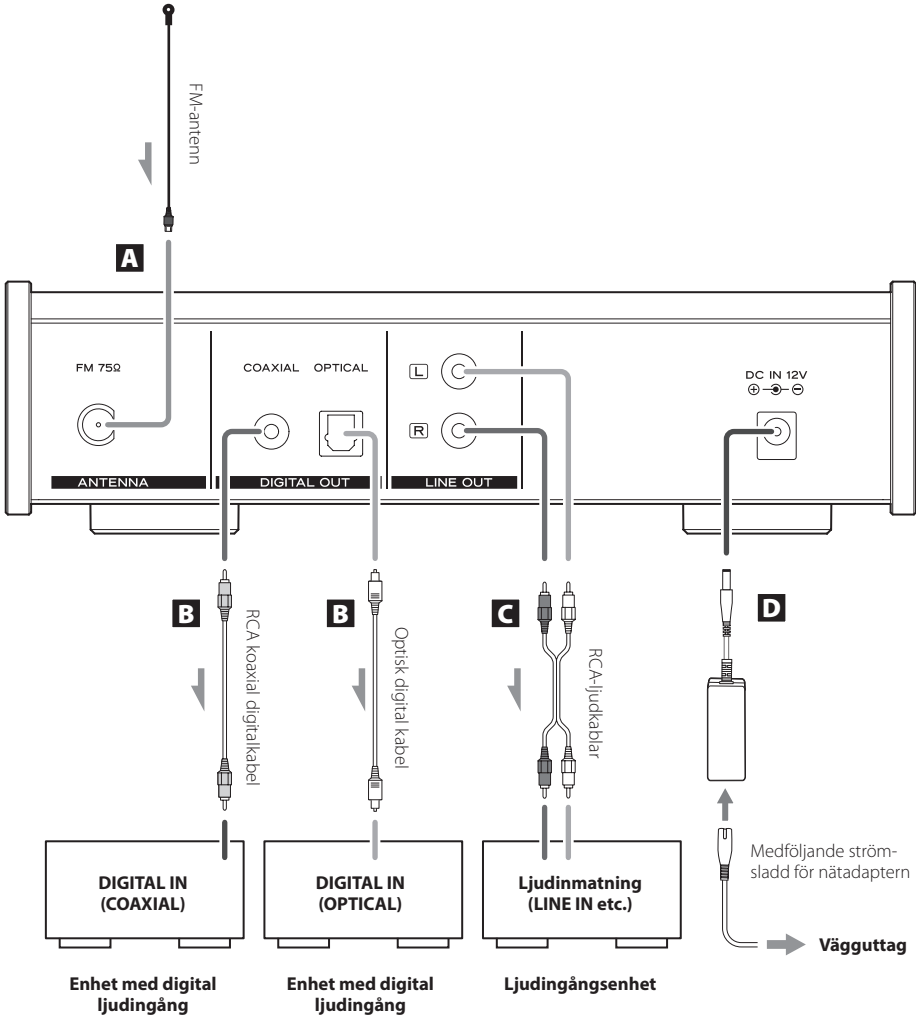 FM-antenn
A
FM 75Ω
COAXIAL OPTICAL
L
R
DC IN 12V
ANTENNA
DIGITAL OUT
LINE OUT
B
RCA koaxial digitalkabel
B
Optisk digital kabel
C
RCA-ljudkablar
D
Medföljande ström-
sladd för nätadaptern
Vägguttag
DIGITAL IN
(COAXIAL)
DIGITAL IN
(OPTICAL)
Ljudinmatning
(LINE IN etc.)
Enhet med digital
ljudingång
Enhet med digital
ljudingång
Ljudingångsenhet